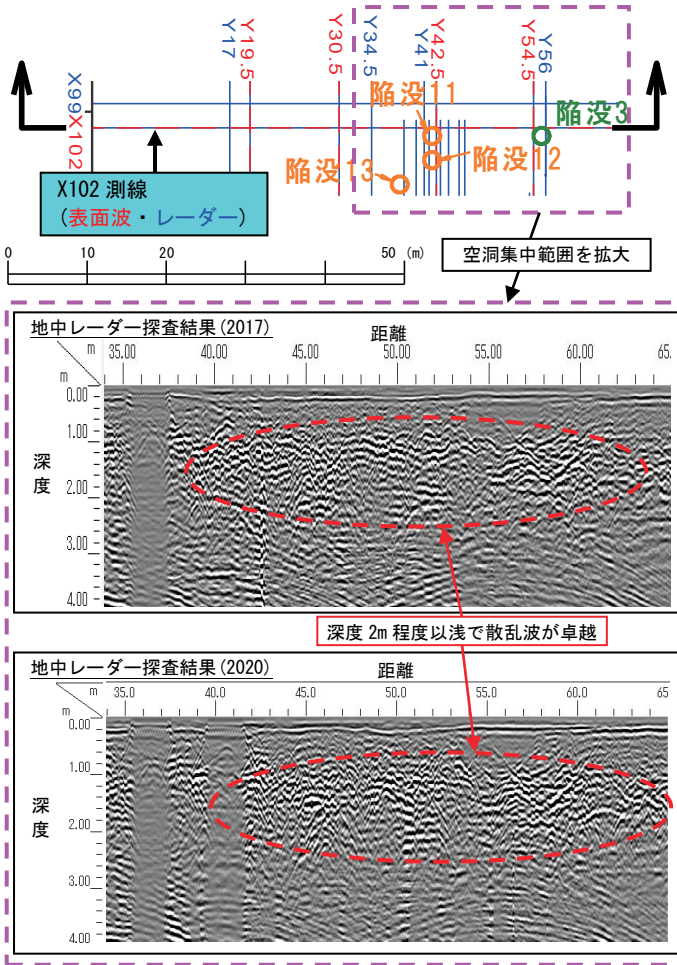 Y17
Y19.5
Y30.5
Y34.5
Y41
Y42.5
Y54.5
Y56
X99
X102
陥没11
陥没3
陥没12
陥没13
X102 測線
(表面波・レーダー)
0 10 20 50 (m)
空洞集中範囲を拡大
地中レーダー探査結果(2017) 距離
m 35.00 40.00 45.00 50.00 55.00 60.00 65.
m
0.00
1.00
2.00
3.00
4.00
深度
深度 2m 程度以浅で散乱波が卓越
地中レーダー探査結果(2020) 距離
m 35.0 40.0 45.0 50.0 55.0 60.0 65
m
0.00
1.00
2.00
3.00
4.00
深度